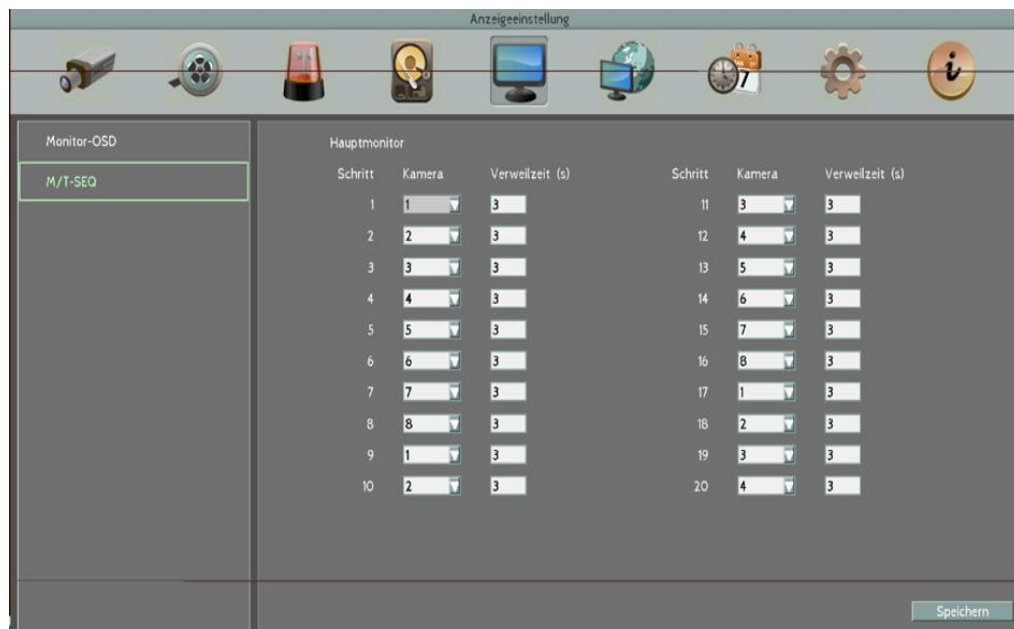 Anzeigeeinstellung
7
i
Monitor-OSD
M/T-SEQ
Hauptmonitor
Schritt Kamera Verweilzeit (s) Schritt Kamera Verweilzeit (s)
1 1 3 11 3 3
2 2 3 12 4 3
3 3 3 13 5 3
4 4 3 14 6 3
5 5 3 15 7 3
6 6 3 16 8 3
7 7 3 17 1 3
8 8 3 18 2 3
9 1 3 19 3 3
10 2 3 20 4 3
Speichern